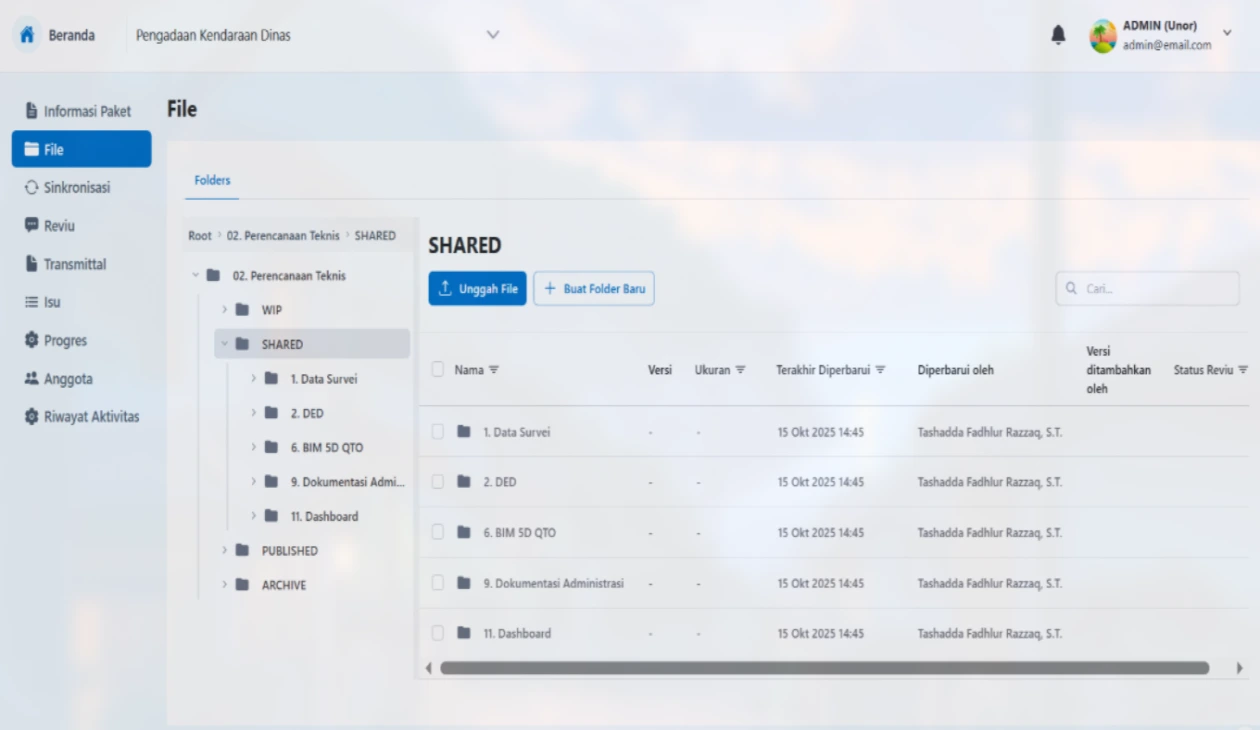 Beranda
Pengadaan Kendaraan Dinas
ADMIN (Unor)
admin@email.com
Informasi Paket
File
Sinkronisasi
Reviu
Transmittal
Isu
Progres
Anggota
Riwayat Aktivitas
File
Folders
Root > 02. Perencanaan Teknis > SHARED
02. Perencanaan Teknis
WIP
SHARED
1. Data Survei
2. DED
6. BIM 5D QTO
9. Dokumentasi Admi...
11. Dashboard
PUBLISHED
ARCHIVE
SHARED
Unggah File
+ Buat Folder Baru
Cari...
Nama Versi Ukuran Terakhir Diperbarui Diperbarui oleh Versi ditambahkan oleh Status Reviu
1. Data Survei - - 15 Okt 2025 14:45 Tashadda Fadhlur Razzaq, S.T.
2. DED - - 15 Okt 2025 14:45 Tashadda Fadhlur Razzaq, S.T.
6. BIM 5D QTO - - 15 Okt 2025 14:45 Tashadda Fadhlur Razzaq, S.T.
9. Dokumentasi Administrasi - - 15 Okt 2025 14:45 Tashadda Fadhlur Razzaq, S.T.
11. Dashboard - - 15 Okt 2025 14:45 Tashadda Fadhlur Razzaq, S.T.